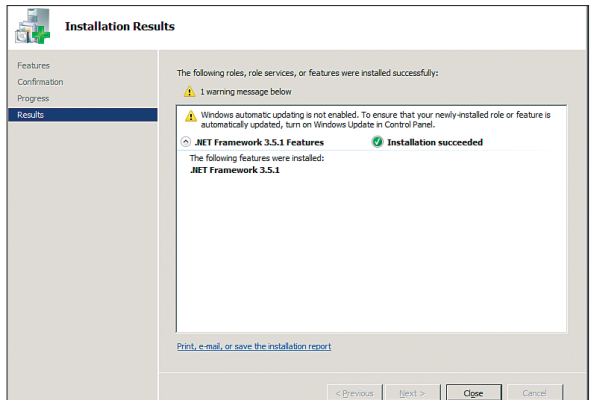 Installation Results
Features
Confirmation
Progress
Results
The following roles, role services, or features were installed successfully:
1 warning message below
Windows automatic updating is not enabled. To ensure that your newly-installed role or feature is
automatically updated, turn on Windows Update in Control Panel.
.NET Framework 3.5.1 Features
Installation succeeded
The following features were installed:
.NET Framework 3.5.1
Print, e-mail, or save the installation report
< Previous
Next >
Close
Cancel